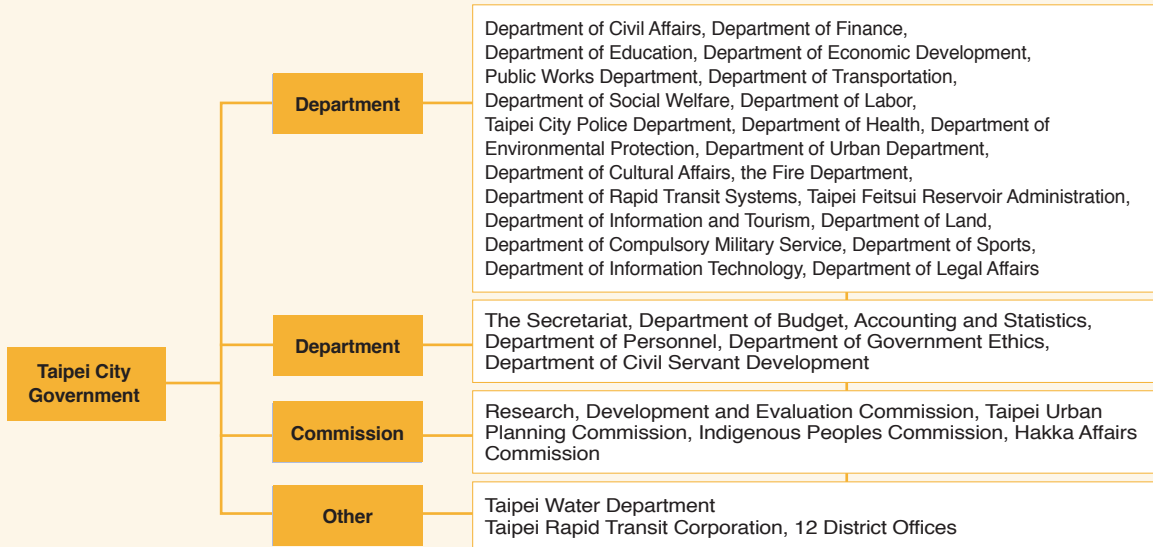 Taipei City
Government
Department
Department of Civil Affairs, Department of Finance,
Department of Education, Department of Economic Development,
Public Works Department, Department of Transportation,
Department of Social Welfare, Department of Labor,
Taipei City Police Department, Department of Health, Department of
Environmental Protection, Department of Urban Department,
Department of Cultural Affairs, the Fire Department,
Department of Rapid Transit Systems, Taipei Feitsui Reservoir Administration,
Department of Information and Tourism, Department of Land,
Department of Compulsory Military Service, Department of Sports,
Department of Information Technology, Department of Legal Affairs
Department
The Secretariat, Department of Budget, Accounting and Statistics,
Department of Personnel, Department of Government Ethics,
Department of Civil Servant Development
Commission
Research, Development and Evaluation Commission, Taipei Urban
Planning Commission, Indigenous Peoples Commission, Hakka Affairs
Commission
Other
Taipei Water Department
Taipei Rapid Transit Corporation, 12 District Offices